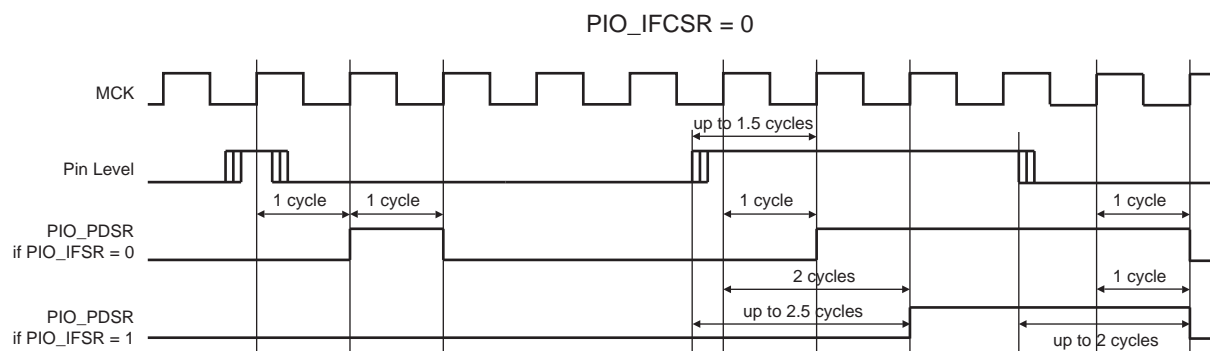 PIO_IFCSR = 0
MCK
up to 1.5 cycles
Pin Level
1 cycle
1 cycle
1 cycle
1 cycle
PIO_PDSR
if PIO_IFSR = 0
2 cycles
1 cycle
up to 2.5 cycles
PIO_PDSR
if PIO_IFSR = 1
up to 2 cycles